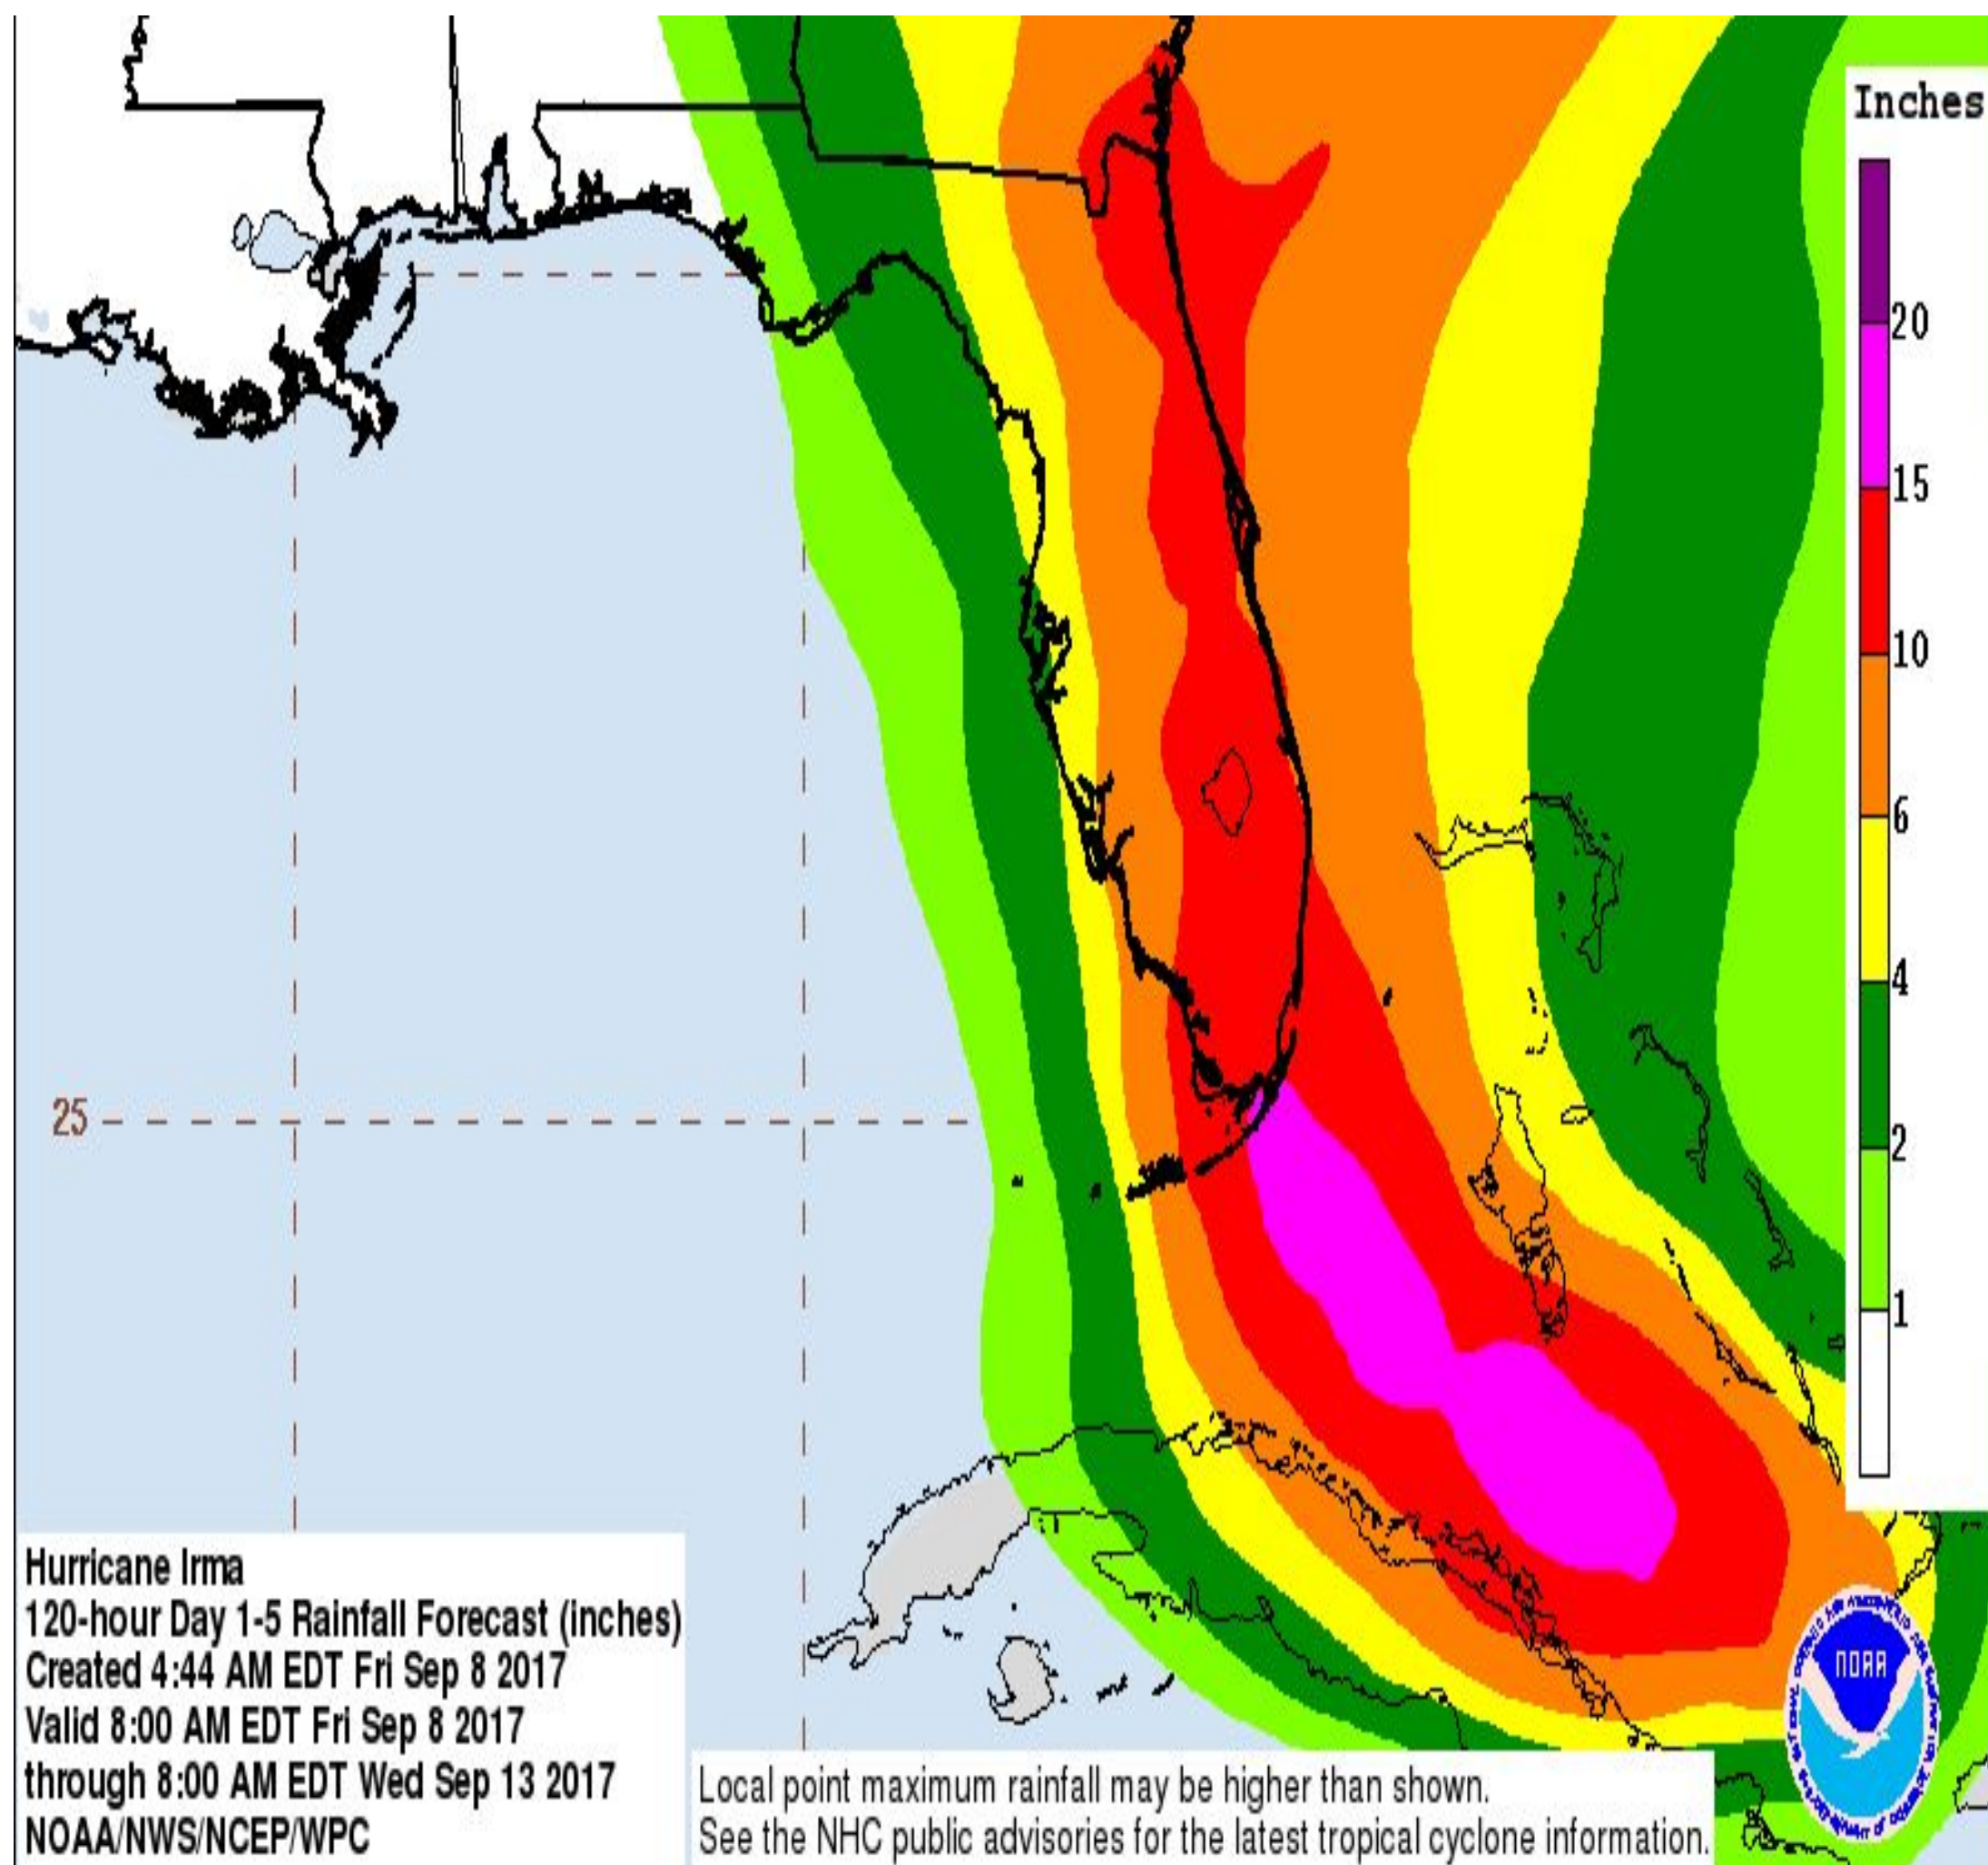 Inches
20
15
10
6
4
2
1
25
Hurricane Irma
120-hour Day 1-5 Rainfall Forecast (inches)
Created 4:44 AM EDT Fri Sep 8 2017
Valid 8:00 AM EDT Fri Sep 8 2017
through 8:00 AM EDT Wed Sep 13 2017
NOAA/NWS/NCEP/WPC
Local point maximum rainfall may be higher than shown.
See the NHC public advisories for the latest tropical cyclone information.
NOAA